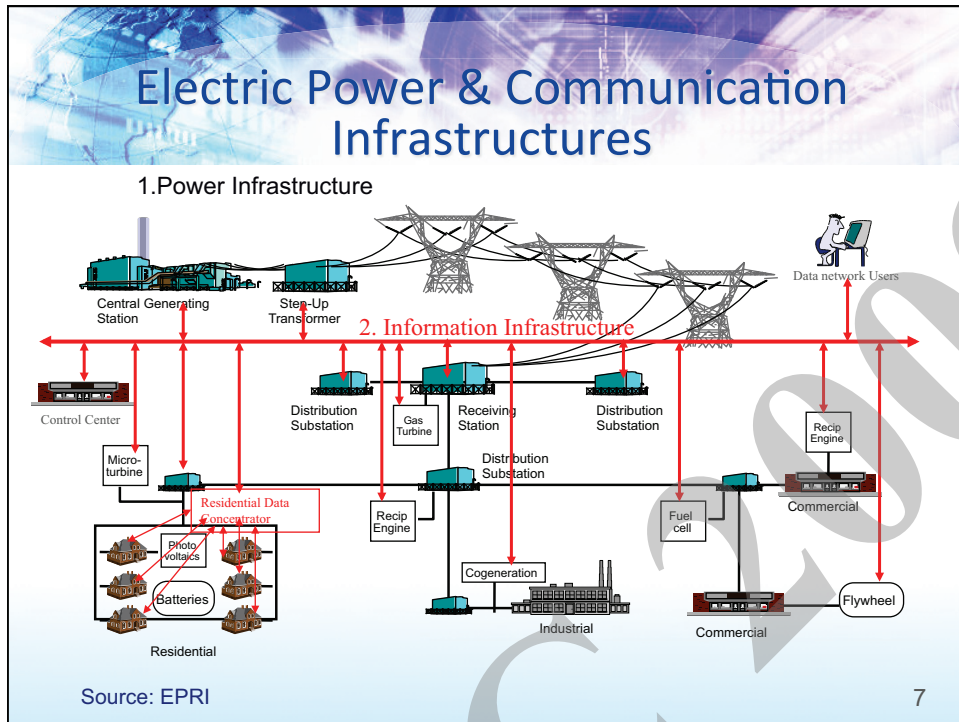 Electric Power & Communication
Infrastructures
1.Power Infrastructure
Data network Users
Central Generating
Station
Step-Up
Transformer
2. Information Infrastructure
Control Center
Distribution
Substation
Gas
Turbine
Receiving
Station
Distribution
Substation
Recip
Engine
Micro-
turbine
Distribution
Substation
Commercial
Residential Data
Concentrator
Recip
Engine
Fuel
cell
Photo
voltaics
Batteries
Cogeneration
Flywheel
Industrial
Commercial
Residential
Source: EPRI
7